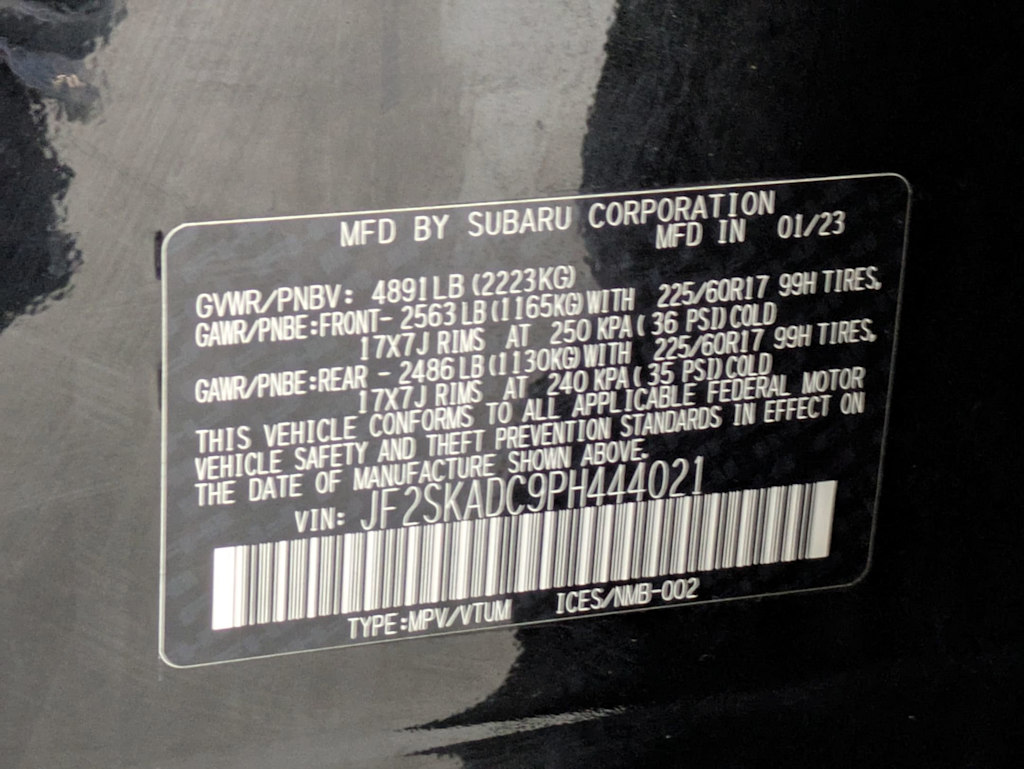 MFD BY SUBARU CORPORATION
MFD IN 01/23
GVWR/PNBV: 4891LB (2223KG)
GAWR/PNBE:FRONT- 2563LB (1165KG) WITH 225/60R17 99H TIRES,
17X7J RIMS AT 250 KPA ( 36 PSI) COLD
GAWR/PNBE:REAR - 2486LB (1130KG) WITH 225/60R17 99H TIRES,
17X7J RIMS AT 240 KPA ( 35 PSI) COLD
THIS VEHICLE CONFORMS TO ALL APPLICABLE FEDERAL MOTOR
VEHICLE SAFETY AND THEFT PREVENTION STANDARDS IN EFFECT ON
THE DATE OF MANUFACTURE SHOWN ABOVE.
VIN: JF2SKADC9PH444021
TYPE:MPV/VTUM ICES/NMB-002